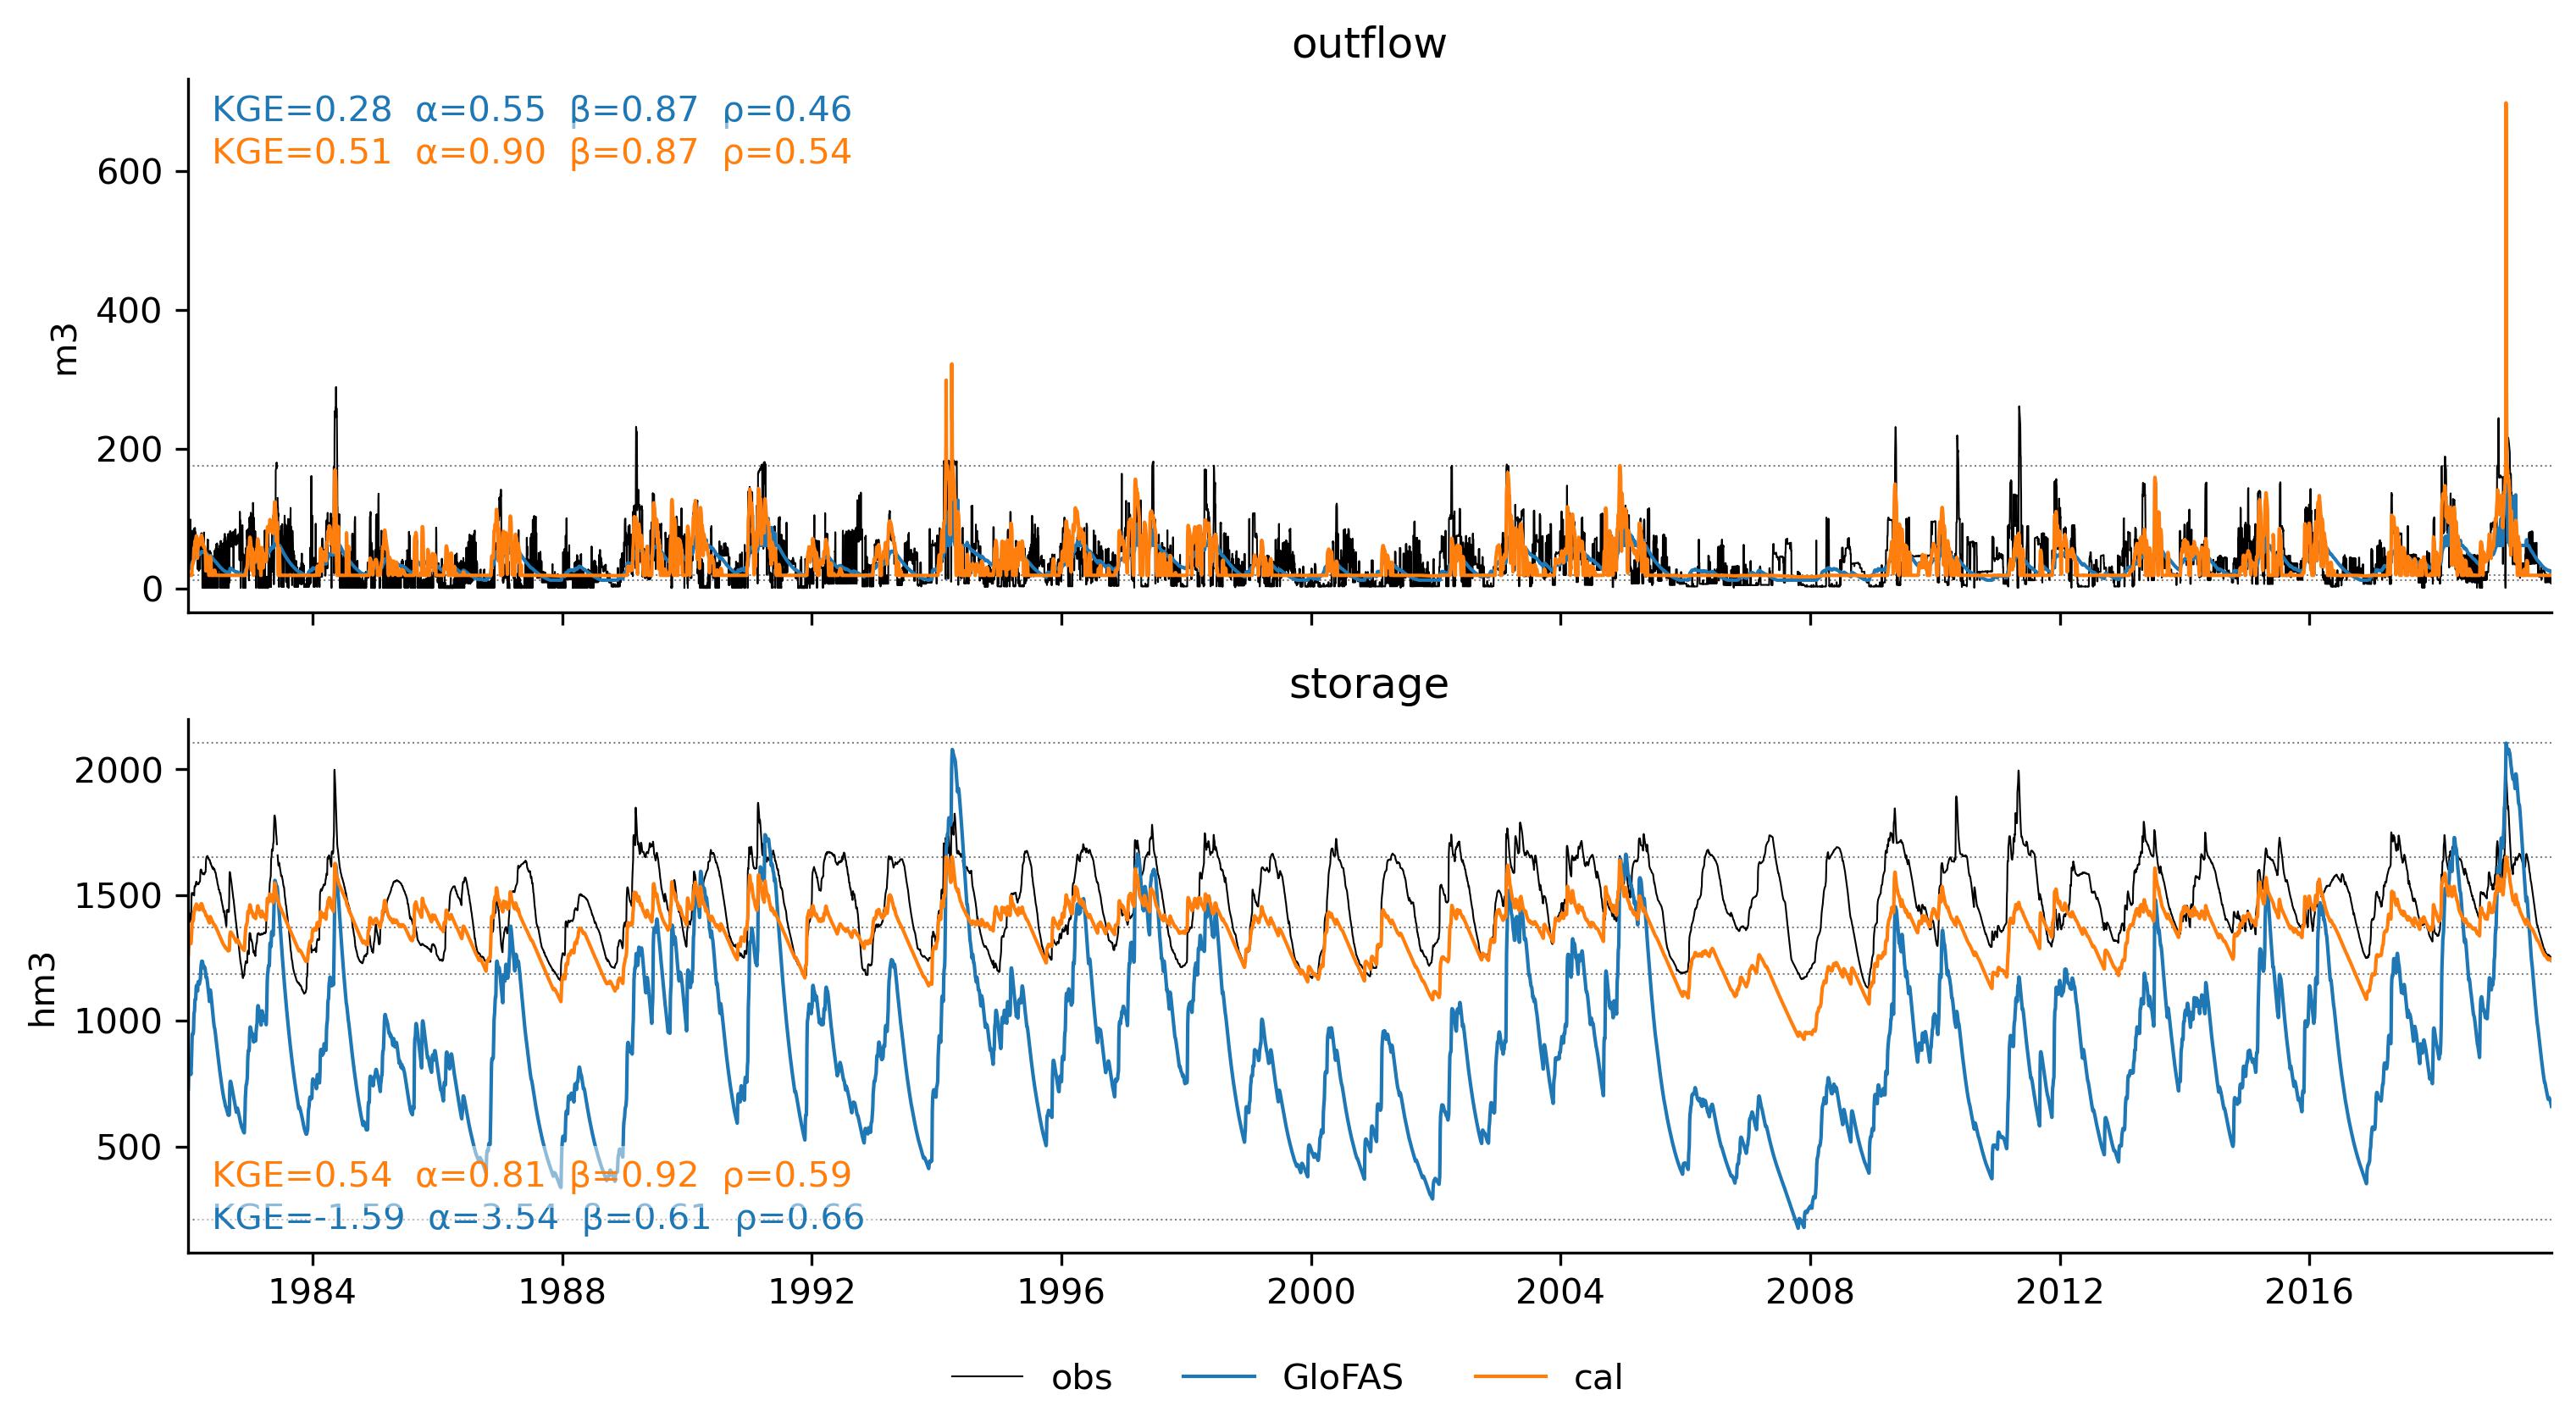 outflow
KGE=0.28 α=0.55 β=0.87 ρ=0.46
KGE=0.51 α=0.90 β=0.87 ρ=0.54
600
400
200
0
m3
storage
2000
1500
1000
500
hm3
KGE=0.54 α=0.81 β=0.92 ρ=0.59
KGE=-1.59 α=3.54 β=0.61 ρ=0.66
1984 1988 1992 1996 2000 2004 2008 2012 2016
obs GloFAS cal